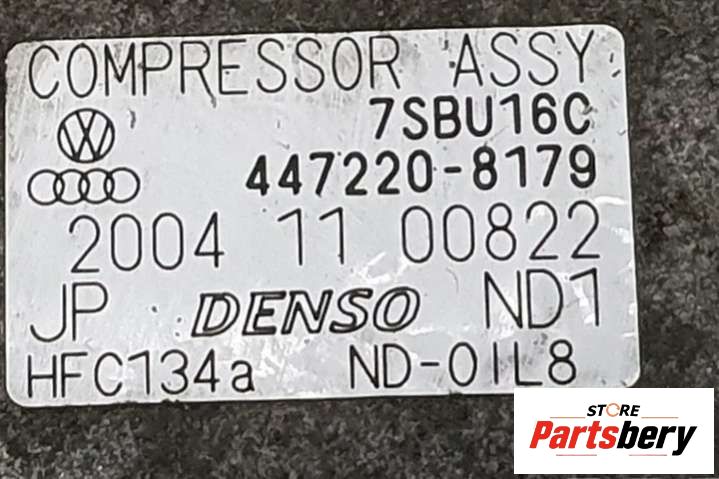 COMPRESSOR ASSY
7SBU16C
447220-8179
2004 11 00822
JP DENSO ND1
HFC134a ND-OIL8
STORE
Partsbery